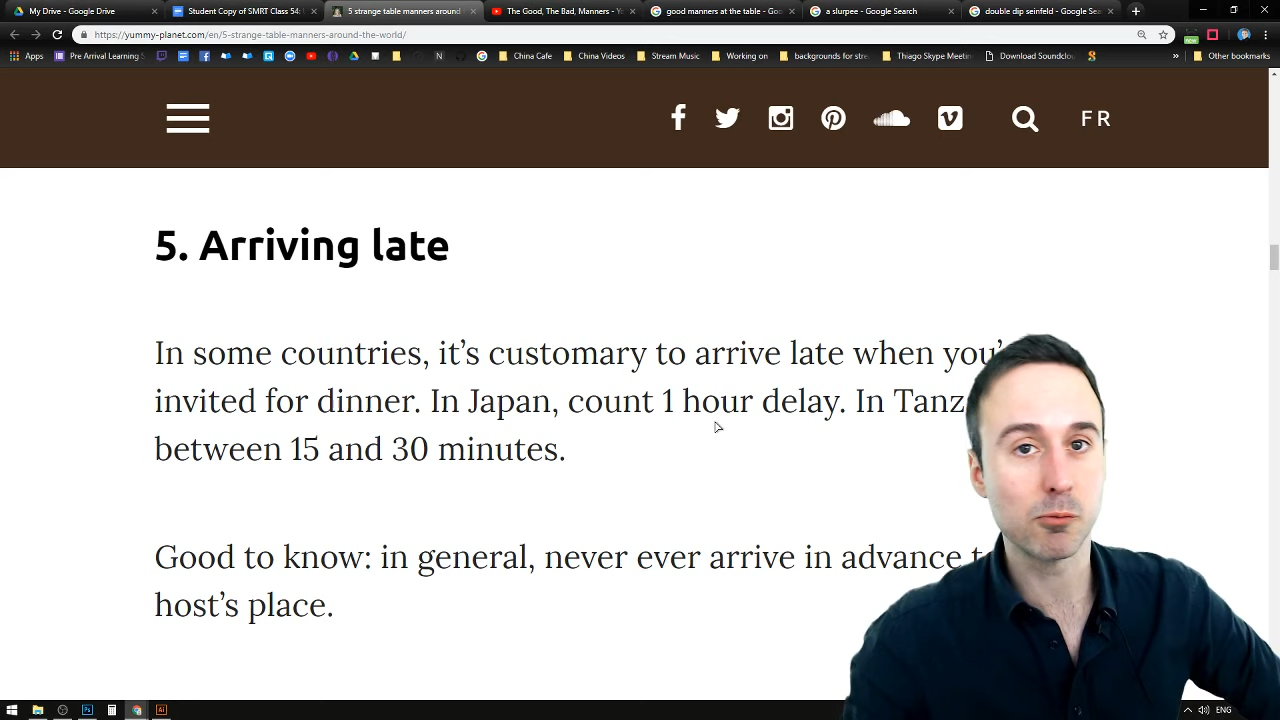 My Drive - Google Drive
Student Copy of SMRT Class 54:
5 strange table manners around
The Good, The Bad, Manners - Yo
good manners at the table - Goo
a slurpee - Google Search
double dip seinfeld - Google Sea
https://yummy-planet.com/en/5-strange-table-manners-around-the-world/
Apps
Pre Arrival Learning S
China Cafe
China Videos
Stream Music
Working on
backgrounds for stre
Thiago Skype Meetin
Download Soundclou
Other bookmarks
FR
5. Arriving late
In some countries, it's customary to arrive late when you'
invited for dinner. In Japan, count 1 hour delay. In Tanz
between 15 and 30 minutes.
Good to know: in general, never ever arrive in advance t
host's place.
ENG